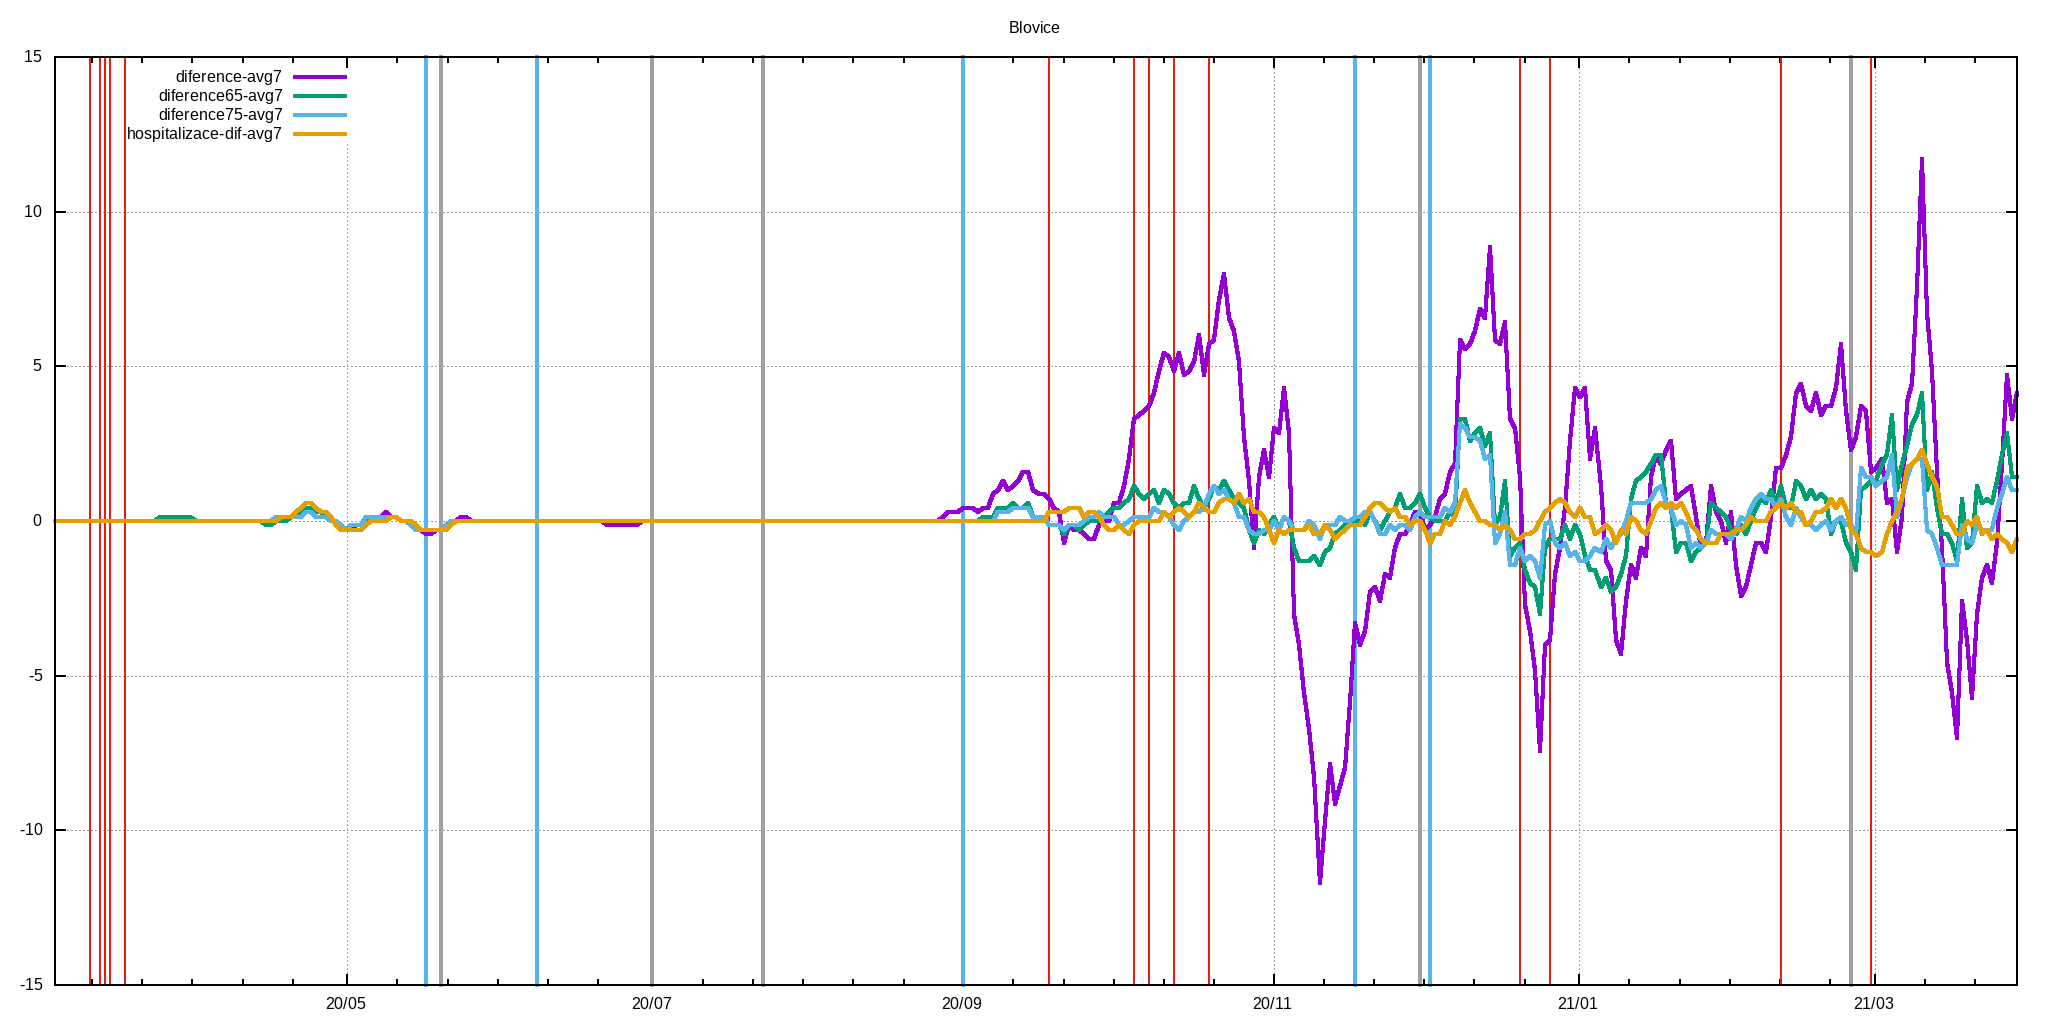 Blovice
15
diference-avg7
diference65-avg7
diference75-avg7
hospitalizace-dif-avg7
10
5
0
-5
-10
-15
20/05 20/07 20/09 20/11 21/01 21/03